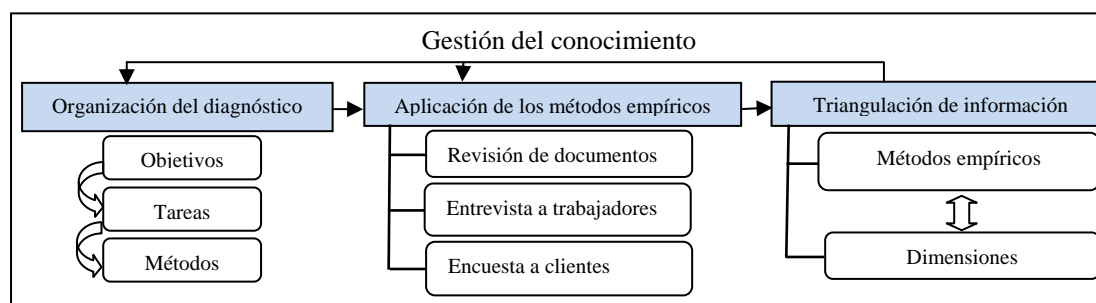 Gestión del conocimiento
Organización del diagnóstico
Objetivos
Tareas
Métodos
Aplicación de los métodos empíricos
Revisión de documentos
Entrevista a trabajadores
Encuesta a clientes
Triangulación de información
Métodos empíricos
Dimensiones